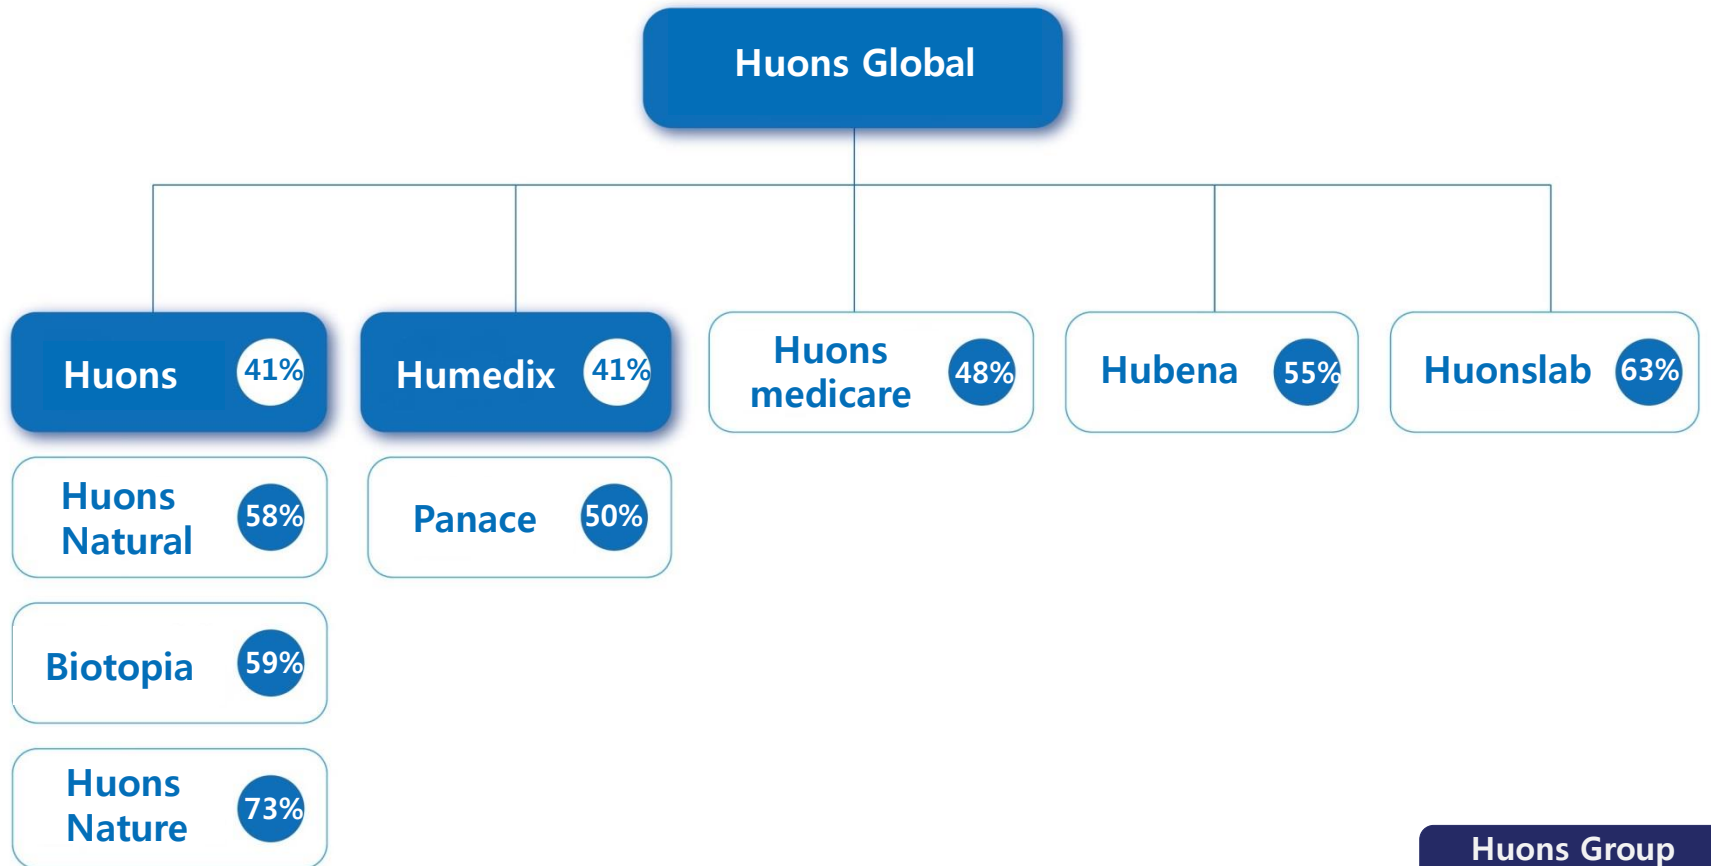 Huons Global
Huons 41%
Humedix 41%
Huons
medicare 48%
Hubena 55%
Huonslab 63%
Huons
Natural 58%
Panace 50%
Biotopia 59%
Huons
Nature 73%
Huons Group